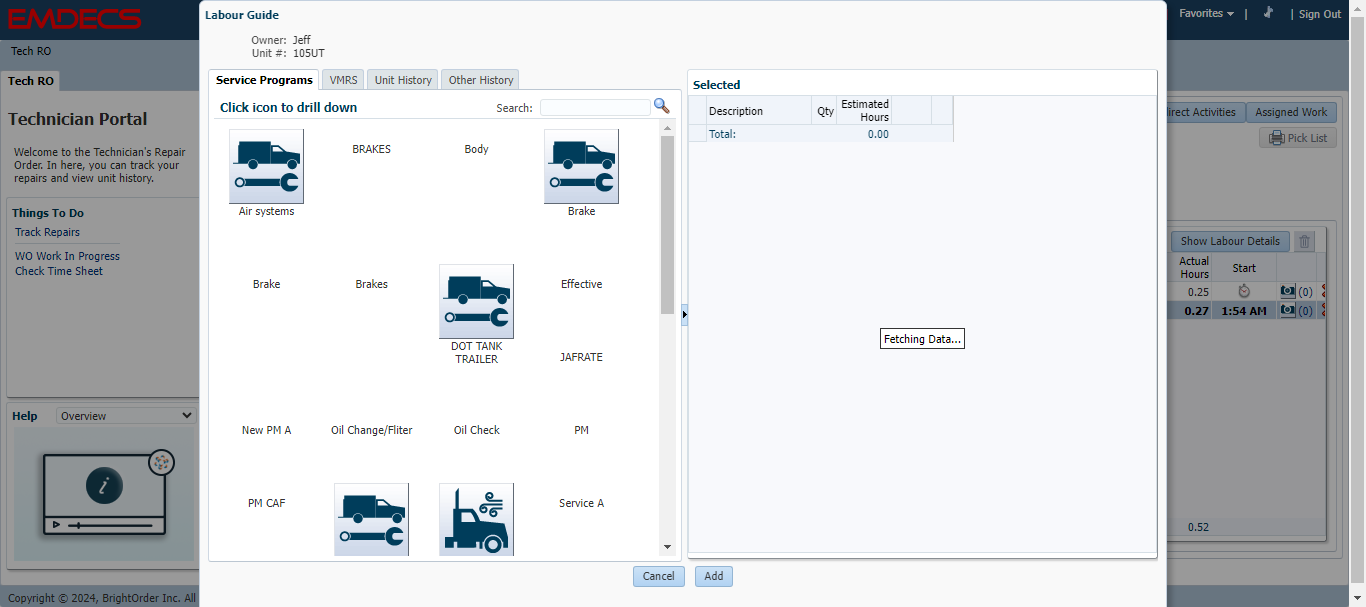 EMDECS
Labour Guide
Favorites
|
| Sign Out
Owner: Jeff
Unit #: 105UT
Tech RO
Tech RO
Service Programs
VMRS
Unit History
Other History
Selected
Click icon to drill down
Search:
Description
Qty
Estimated
Hours
Total:
0.00
irect Activities
Assigned Work
Pick List
Technician Portal
Welcome to the Technician's Repair
Order. In here, you can track your
repairs and view unit history.
Things To Do
Track Repairs
WO Work In Progress
Check Time Sheet
BRAKES
Body
Air systems
Brake
Brake
Brakes
Effective
DOT TANK
TRAILER
JAFRATE
New PM A
Oil Change/Fliter
Oil Check
PM
PM CAF
Service A
Fetching Data...
Show Labour Details
Actual
Hours
Start
0.25
(0)
0.27
1:54 AM
(0)
0.52
Help
Overview
i
Cancel
Add
Copyright © 2024, BrightOrder Inc. All